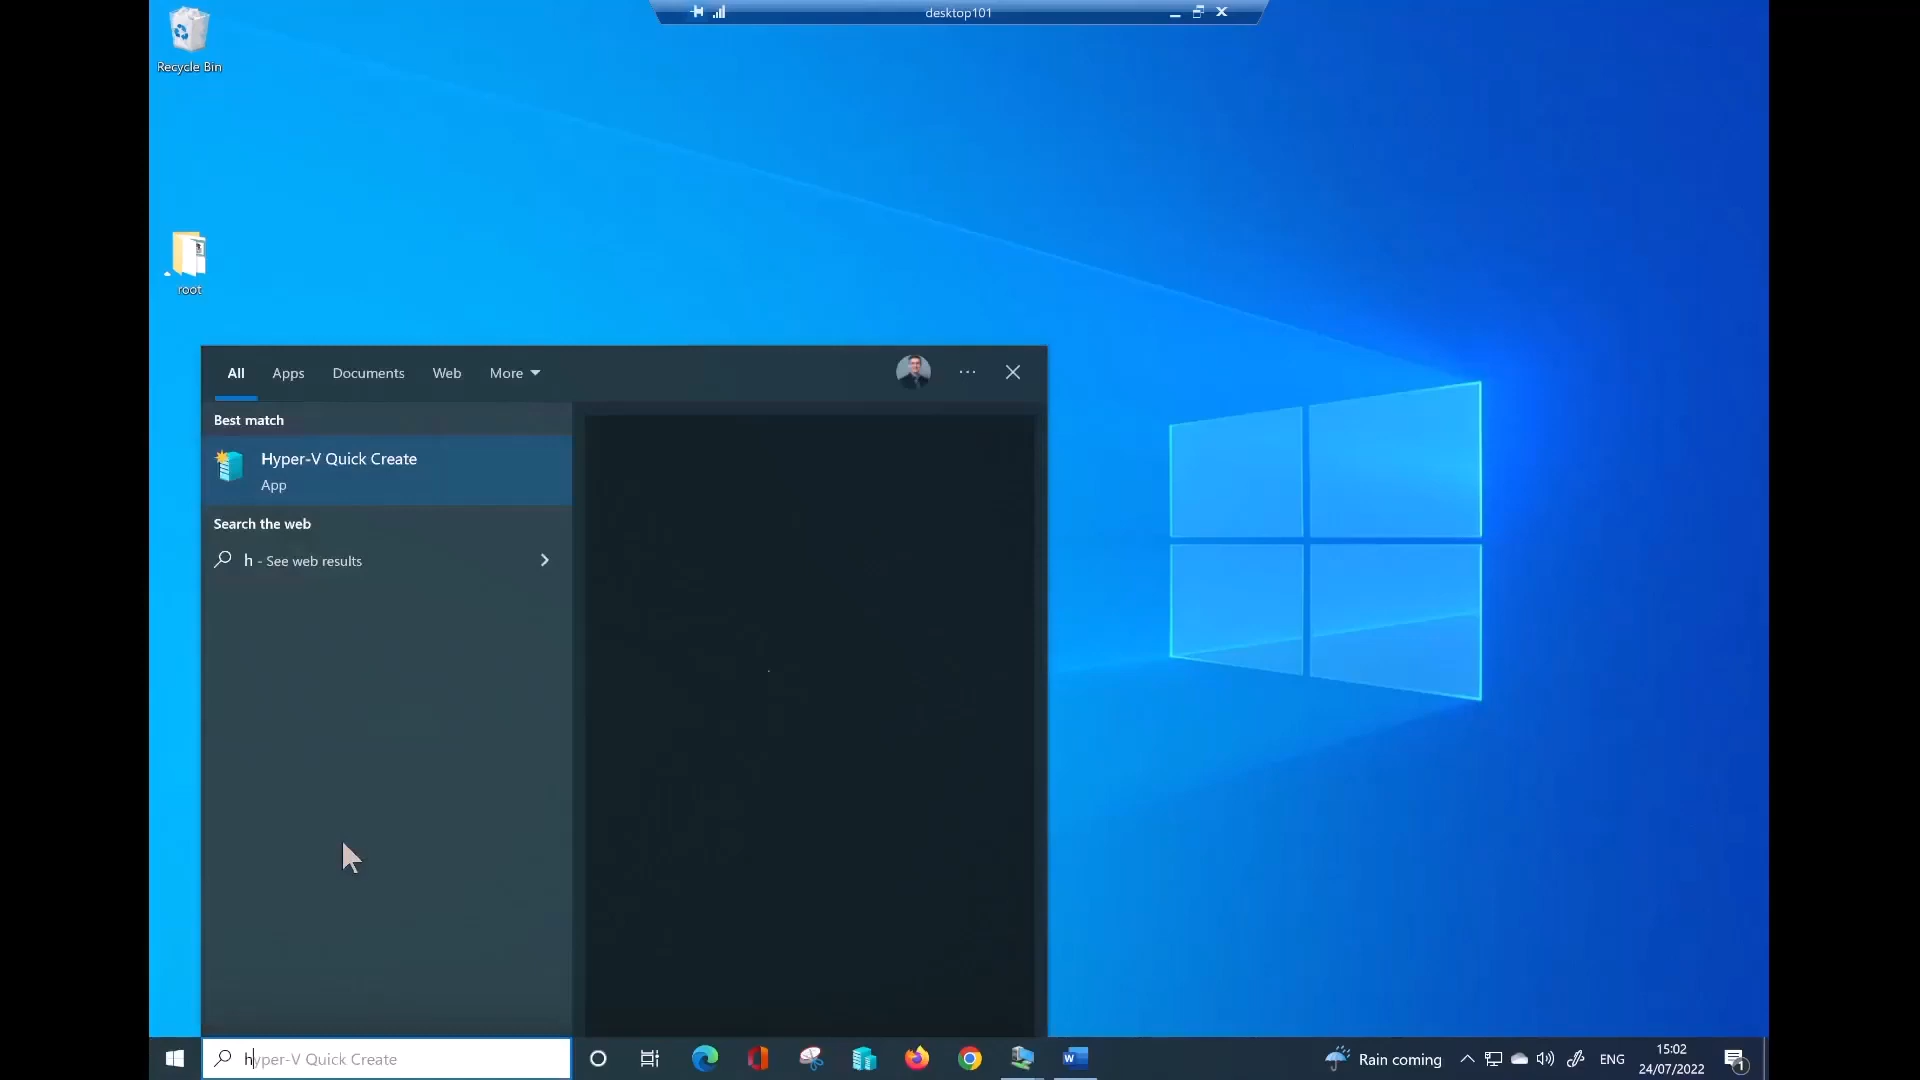 desktop101
Recycle Bin
root
All Apps Documents Web More
Best match
Hyper-V Quick Create
App
Search the web
h - See web results
hyper-V Quick Create
Rain coming
ENG
15:02
24/07/2022
1